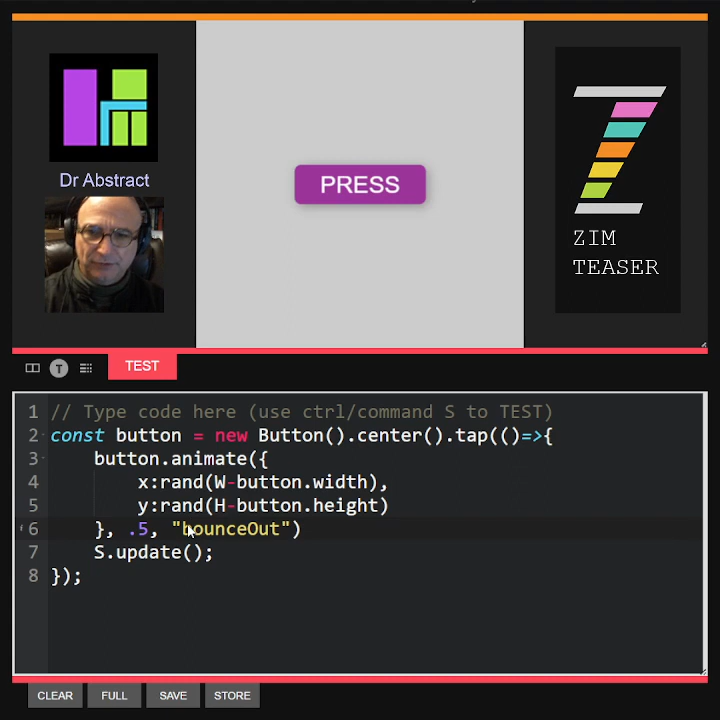 Dr Abstract
PRESS
ZIM
TEASER
T
TEST
1 // Type code here (use ctrl/command S to TEST)
2 const button = new Button().center().tap(()=>{
3     button.animate({
4         x:rand(W-button.width),
5         y:rand(H-button.height)
6     }, .5, "bounceOut")
7     S.update();
8 });
CLEAR
FULL
SAVE
STORE